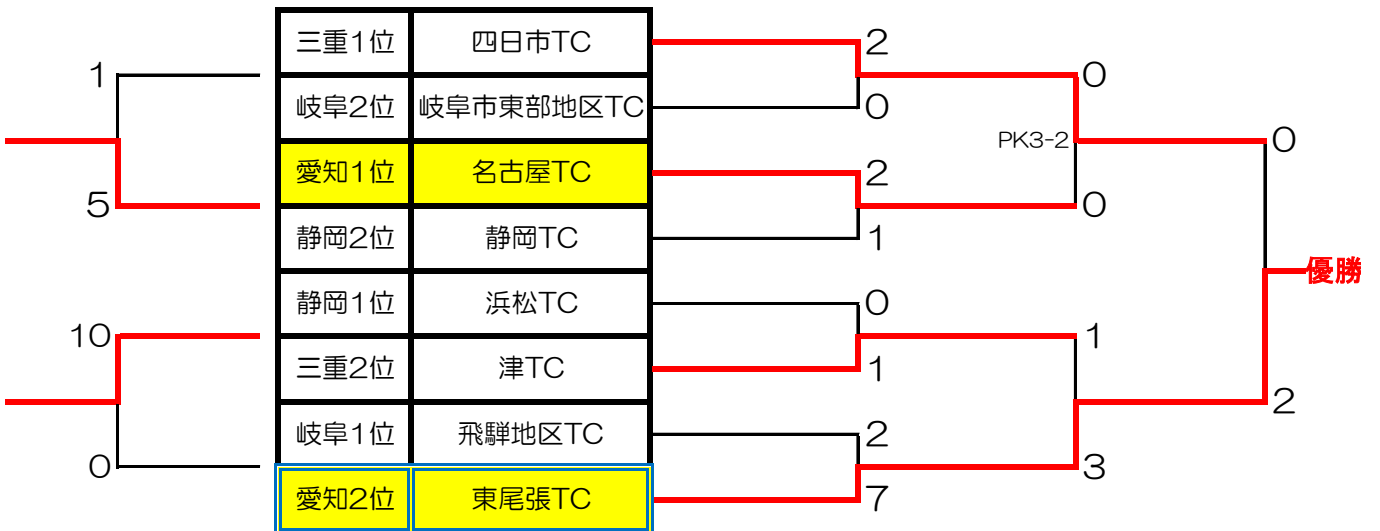 三重1位 四日市TC 2
1 0
岐阜2位 岐阜市東部地区TC 0
PK3-2 0
愛知1位 名古屋TC 2
5 0
静岡2位 静岡TC 1
優勝
静岡1位 浜松TC 0
10 1
三重2位 津TC 1
2
岐阜1位 飛騨地区TC 2
0 3
愛知2位 東尾張TC 7